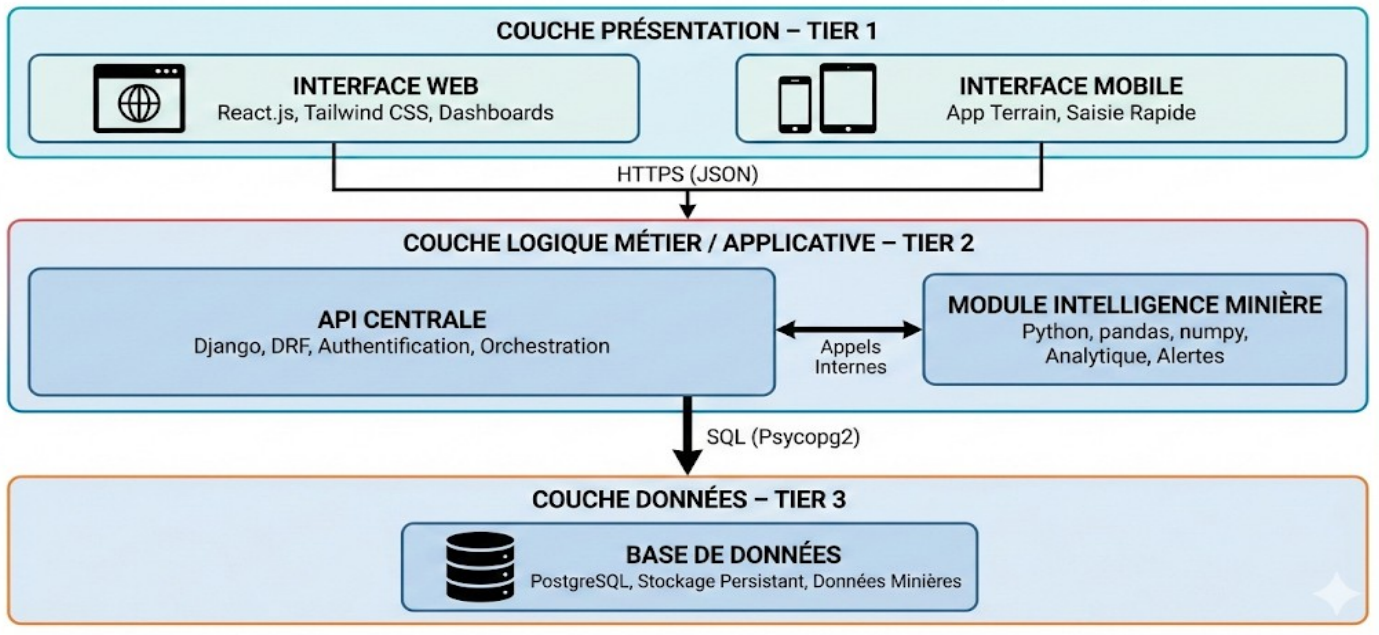 COUCHE PRÉSENTATION – TIER 1
INTERFACE WEB
React.js, Tailwind CSS, Dashboards
INTERFACE MOBILE
App Terrain, Saisie Rapide
HTTPS (JSON)
COUCHE LOGIQUE MÉTIER / APPLICATIVE – TIER 2
API CENTRALE
Django, DRF, Authentification, Orchestration
Appels
Internes
MODULE INTELLIGENCE MINIÈRE
Python, pandas, numpy,
Analytique, Alertes
SQL (Psycopg2)
COUCHE DONNÉES – TIER 3
BASE DE DONNÉES
PostgreSQL, Stockage Persistant, Données Minières